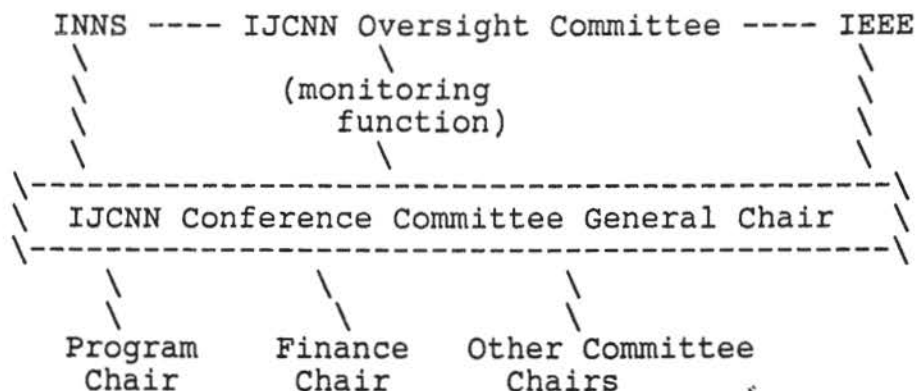 INNS ---- IJCNN Oversight Committee ---- IEEE
(monitoring
function)
IJCNN Conference Committee General Chair
Program Finance Other Committee
Chair Chair Chairs